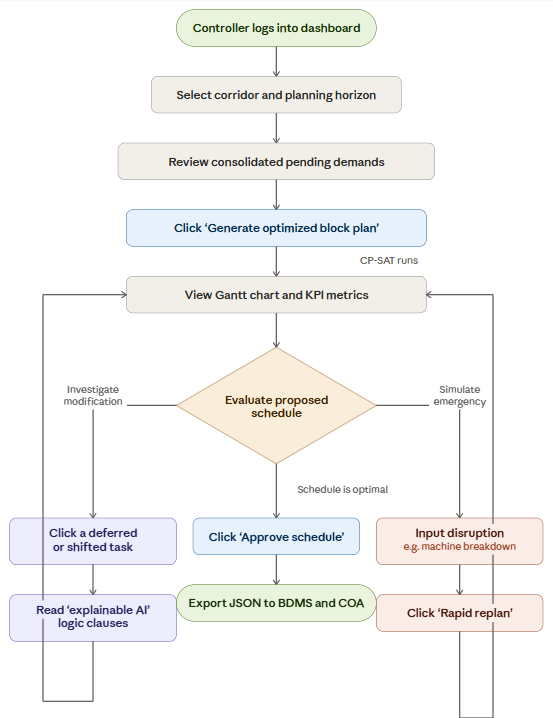 Controller logs into dashboard
Select corridor and planning horizon
Review consolidated pending demands
Click ‘Generate optimized block plan’
CP-SAT runs
View Gantt chart and KPI metrics
Investigate
modification
Evaluate proposed
schedule
Simulate
emergency
Schedule is optimal
Click a deferred
or shifted task
Click ‘Approve schedule’
Input disruption
e.g. machine breakdown
Read ‘explainable AI’
logic clauses
Export JSON to BDMS and COA
Click ‘Rapid replan’